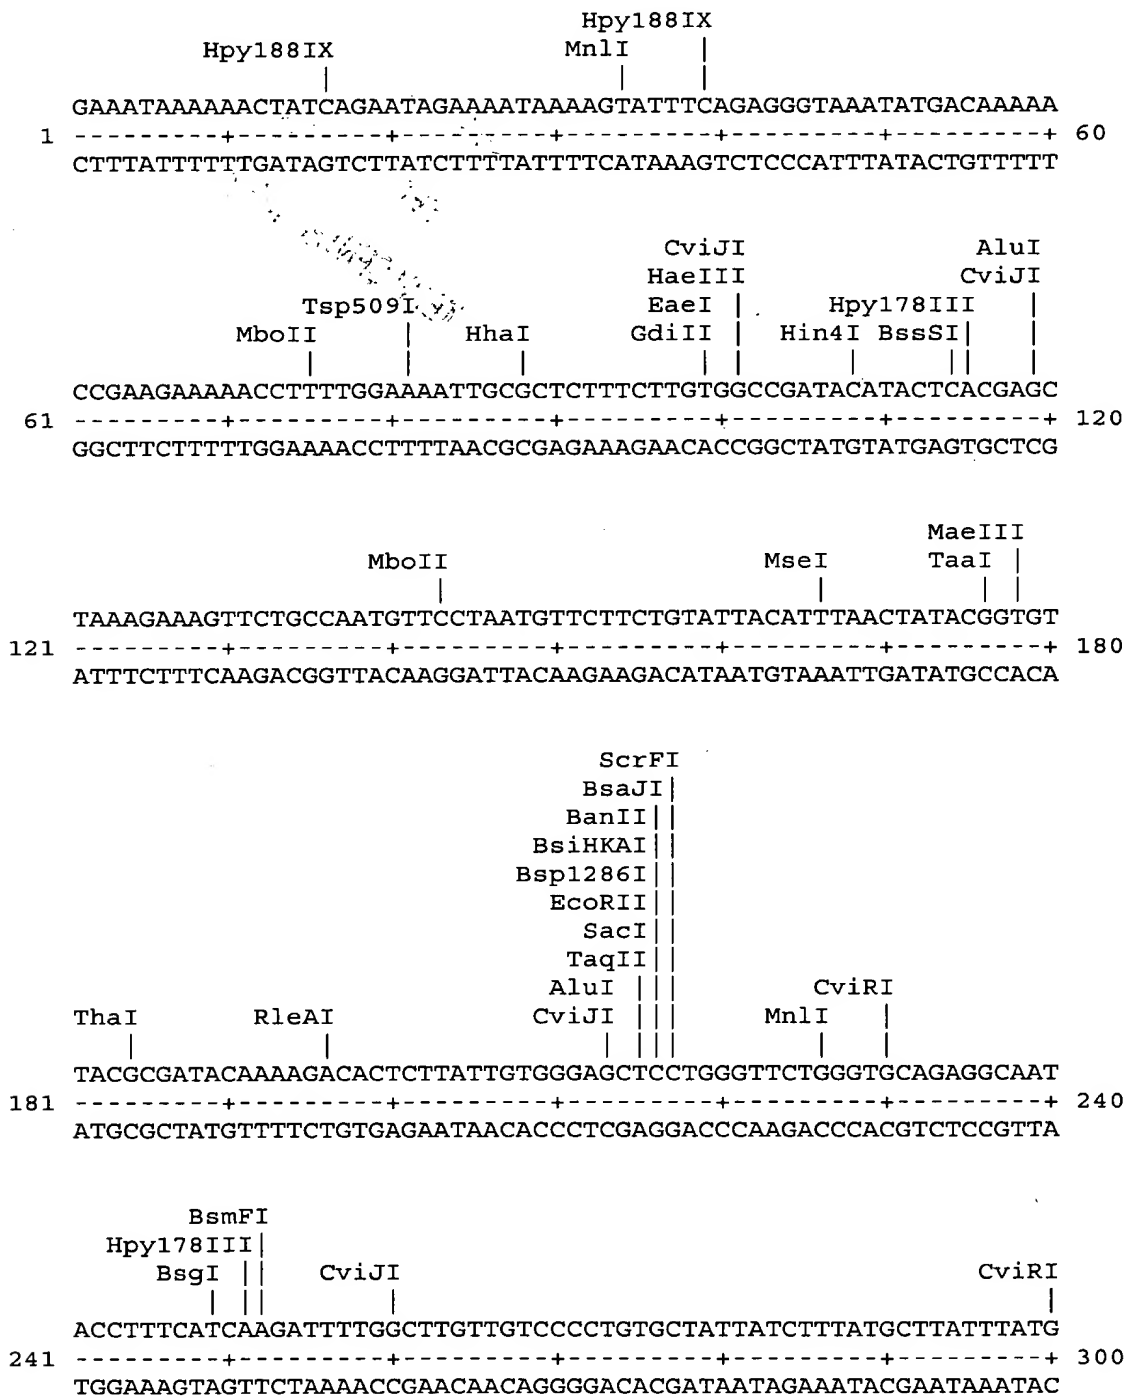 Hpy188IX
Hpy188IX MnlI |
| | |
GAAATAAAAAACTATCAGAATAGAAAATAAAAGTATTTCAGAGGGTAAATATGACAAAAA
1 ---------+---------+---------+---------+---------+---------+ 60
CTTTATTTTTTGATAGTCTTATCTTTTATTTTCATAAAGTCTCCCATTTATACTGTTTTT
CviJI AluI
HaeIII CviJI
Tsp509I EaeI | Hpy178III |
MboII | HhaI GdiII | Hin4I BssSI | |
| | | | | | | | |
CCGAAGAAAAACCTTTTGGAAAATTGCGCTCTTTCTTGTGGCCGATACATACTCACGAGC
61 ---------+---------+---------+---------+---------+---------+ 120
GGCTTCTTTTTGGAAAACCTTTTAACGCGAGAAAGAACACCGGCTATGTATGAGTGCTCG
MaeIII
MboII MseI TaaI |
| | | |
TAAAGAAAGTTCTGCCAATGTTCCTAATGTTCTTCTGTATTACATTTAACTATACGGTGT
121 ---------+---------+---------+---------+---------+---------+ 180
ATTTCTTTCAAGACGGTTACAAGGATTACAAGAAGACATAATGTAAATTGATATGCCACA
ScrFI
BsaJI|
BanII||
BsiHKAI||
Bsp1286I||
EcoRII||
SacI||
TaqII||
AluI ||| CviRI
ThaI RleAI CviJI ||| MnlI |
| | | ||| | |
TACGCGATACAAAAGACACTCTTATTGTGGGAGCTCCTGGGTTCTGGGTGCAGAGGCAAT
181 ---------+---------+---------+---------+---------+---------+ 240
ATGCGCTATGTTTTCTGTGAGAATAACACCCTCGAGGACCCAAGACCCACGTCTCCGTTA
BsmFI
Hpy178III|
BsgI || CviJI CviRI
| || | |
ACCTTTCATCAAGATTTTGGCTTGTTGTCCCCTGTGCTATTATCTTTATGCTTATTTATG
241 ---------+---------+---------+---------+---------+---------+ 300
TGGAAAGTAGTTCTAAAACCGAACAACAGGGGACACGATAATAGAAATACGAATAAATAC